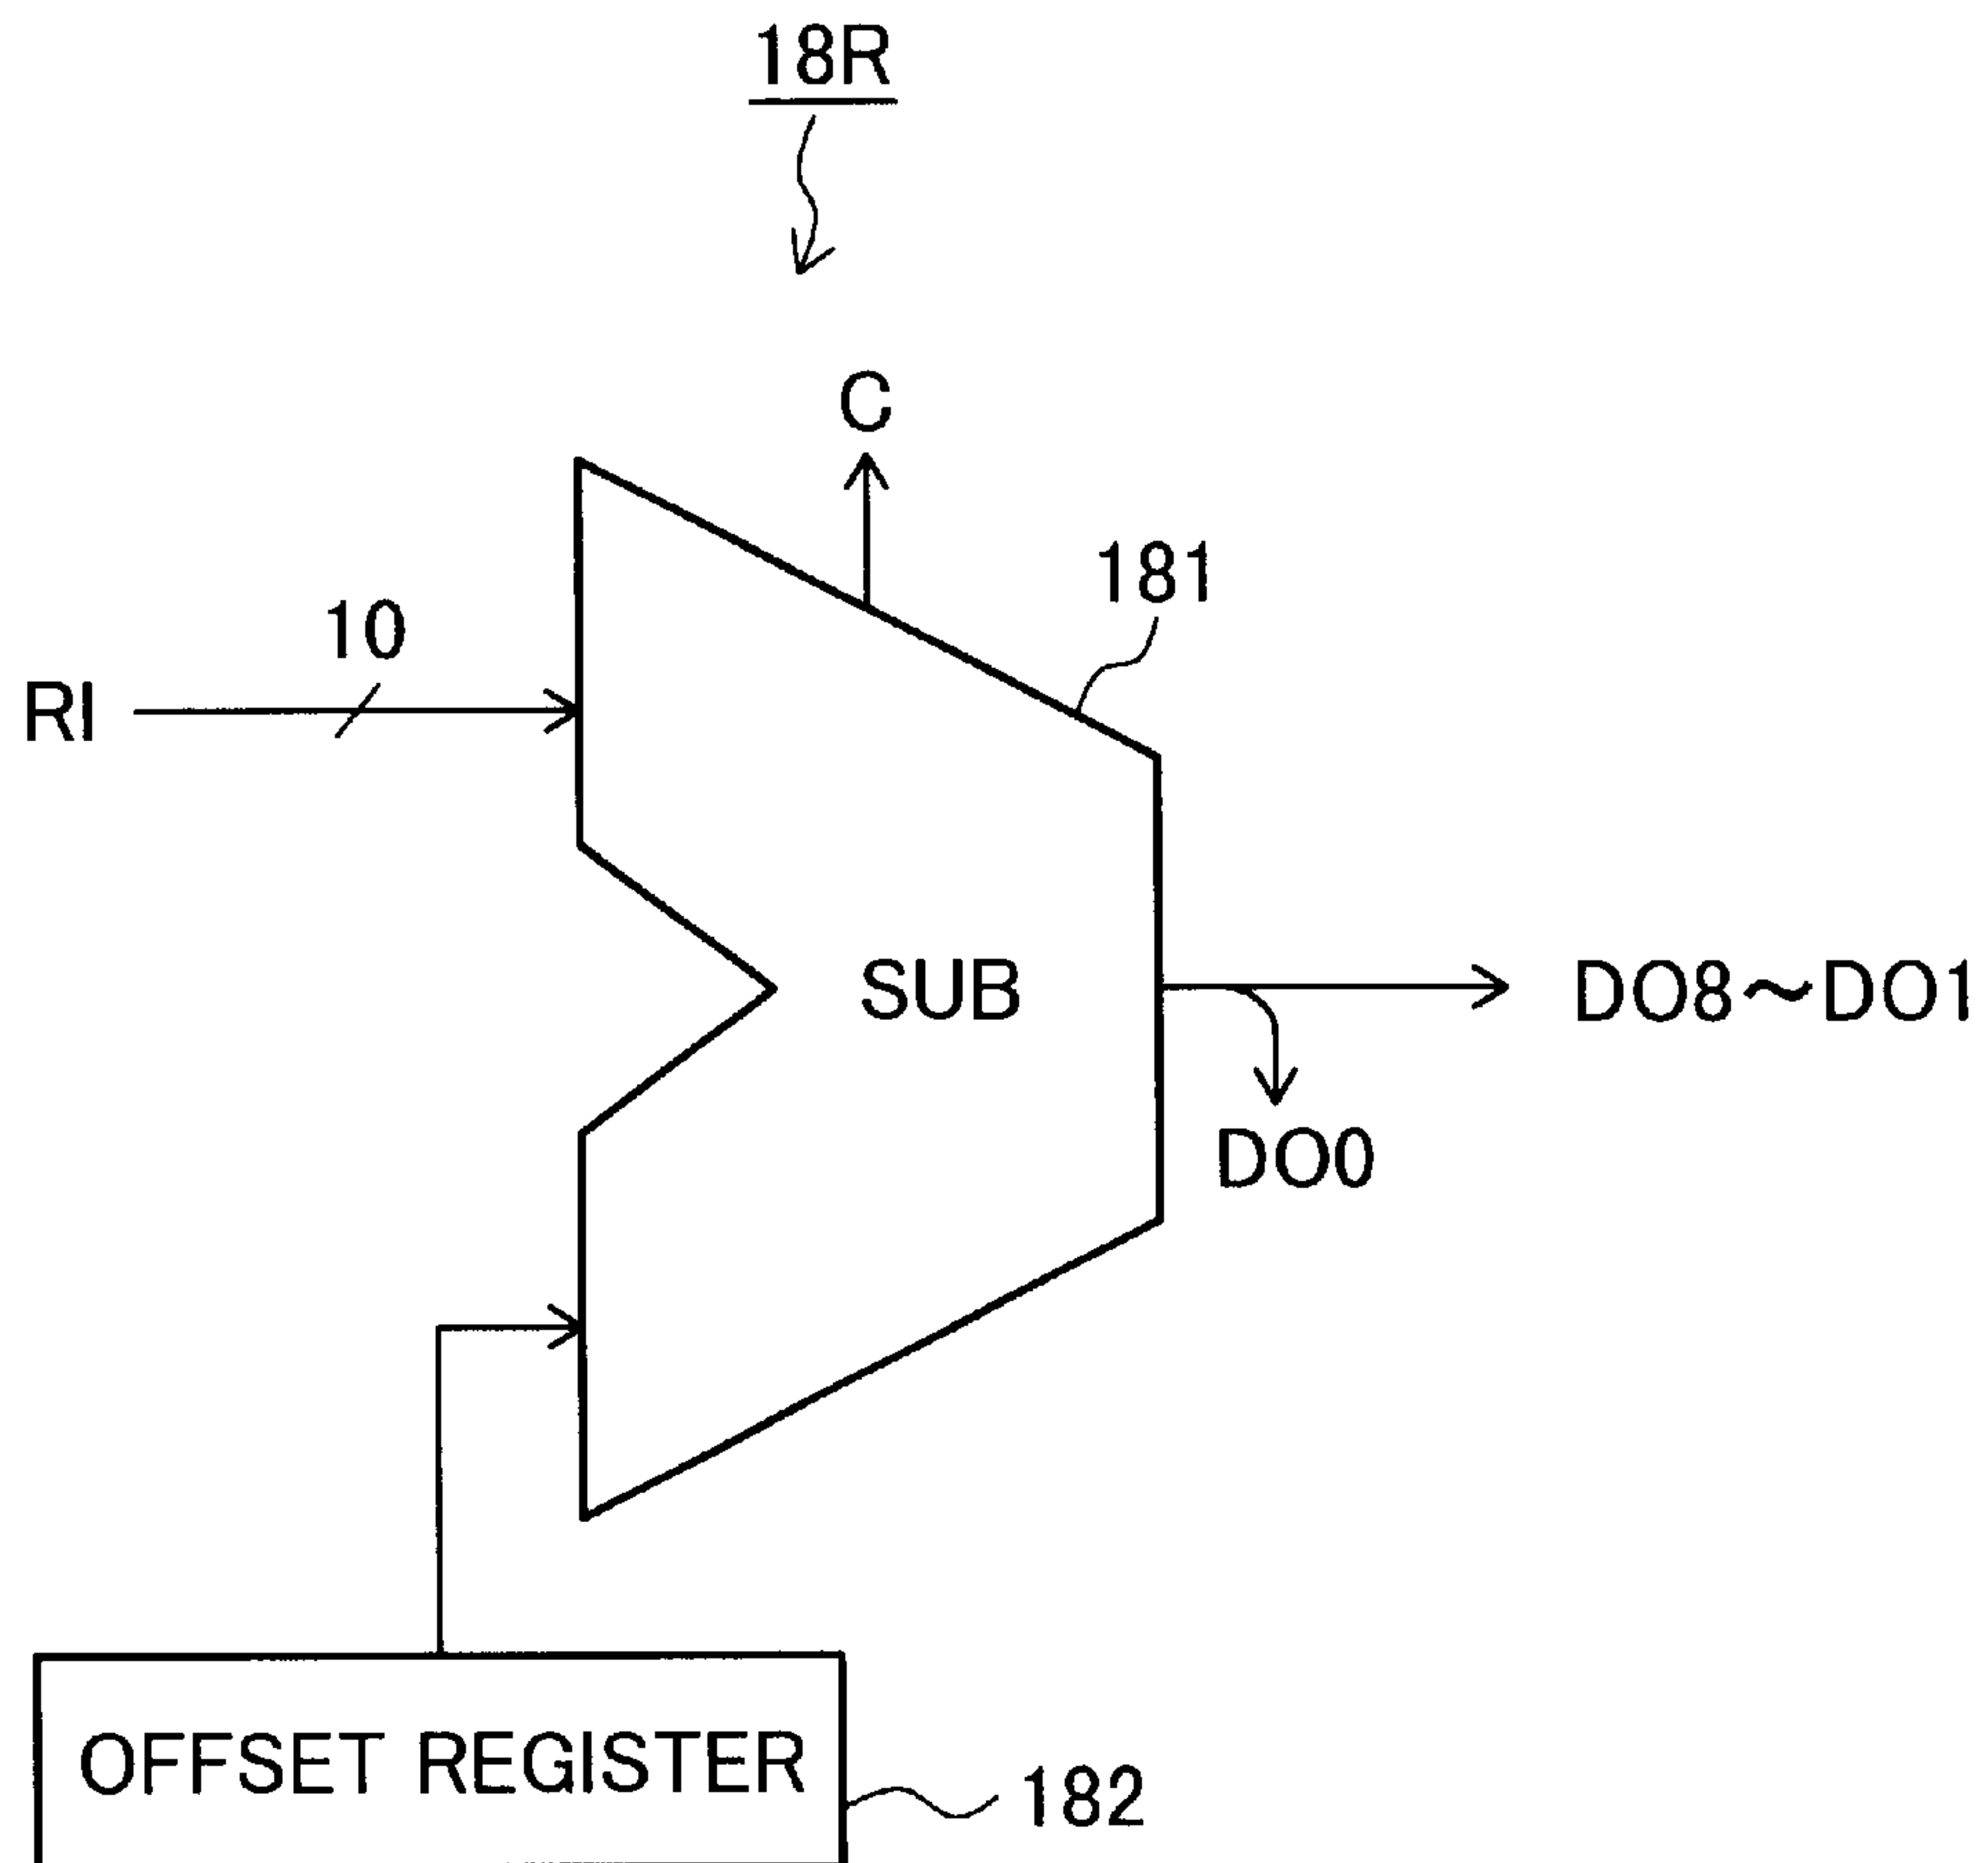 18R
C
181
10
RI
SUB
DO8～DO1
DO0
OFFSET REGISTER
182